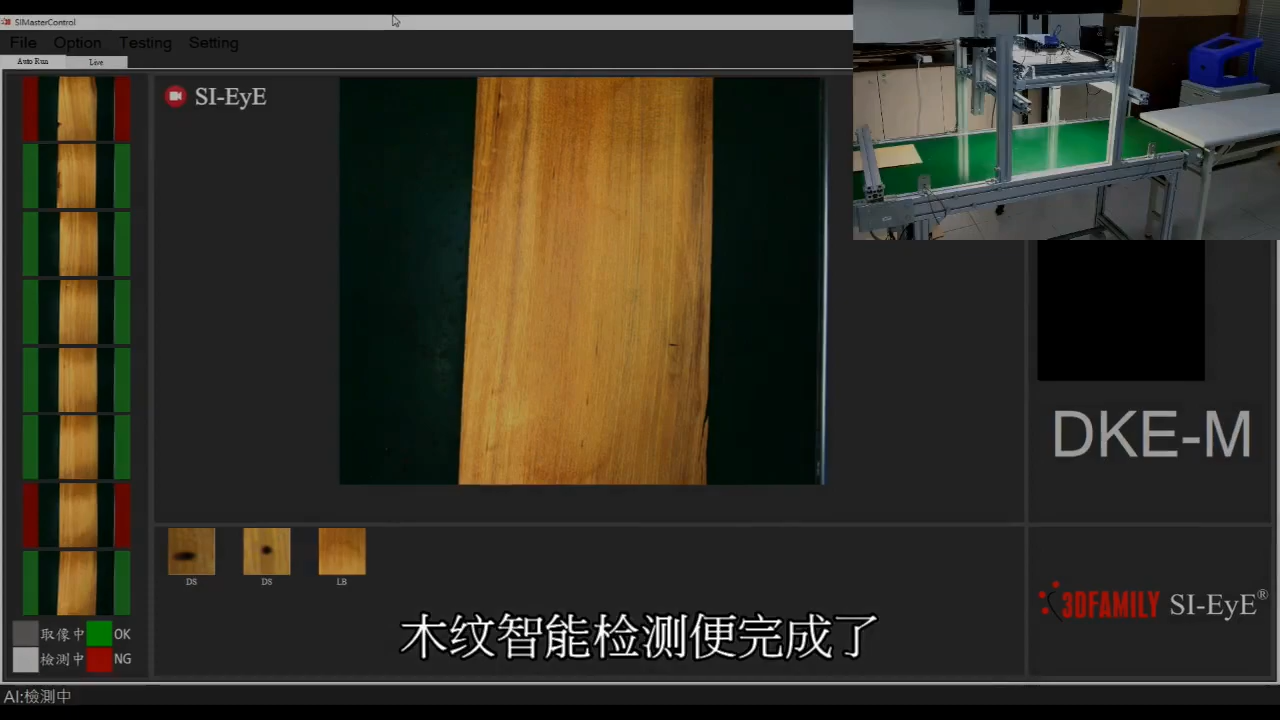 SIMasterControl
File Option Testing Setting
Auto Run Live
SI-EyE
DKE-M
DS DS LB
3DFAMILY SI-EyE®
木纹智能检测便完成了
取像中 OK
檢測中 NG
AI:檢測中